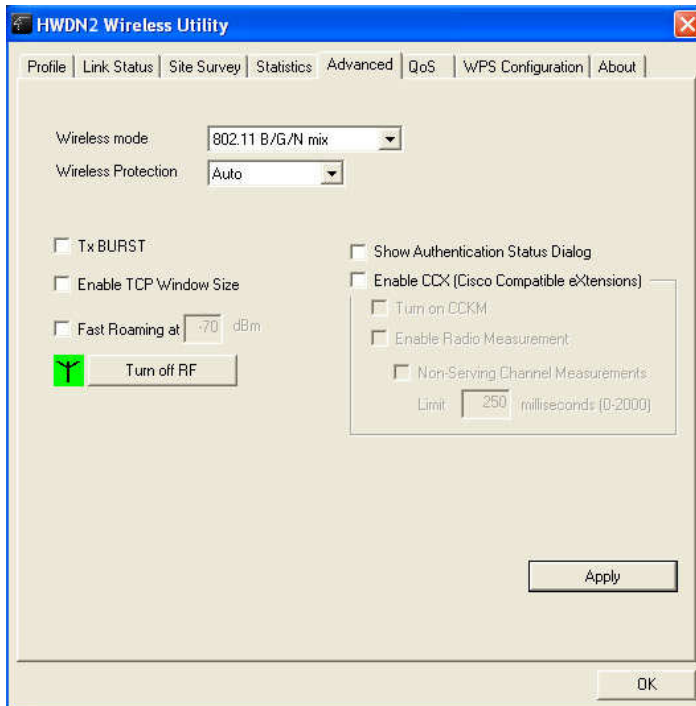 HWDN2 Wireless Utility
Profile
Link Status
Site Survey
Statistics
Advanced
QoS
WPS Configuration
About
Wireless mode
802.11 B/G/N mix
Wireless Protection
Auto
Tx BURST
Enable TCP Window Size
Fast Roaming at -70 dBm
Turn off RF
Show Authentication Status Dialog
Enable CCX (Cisco Compatible eXtensions)
Turn on CCKM
Enable Radio Measurement
Non-Serving Channel Measurements
Limit 250 milliseconds (0-2000)
Apply
OK